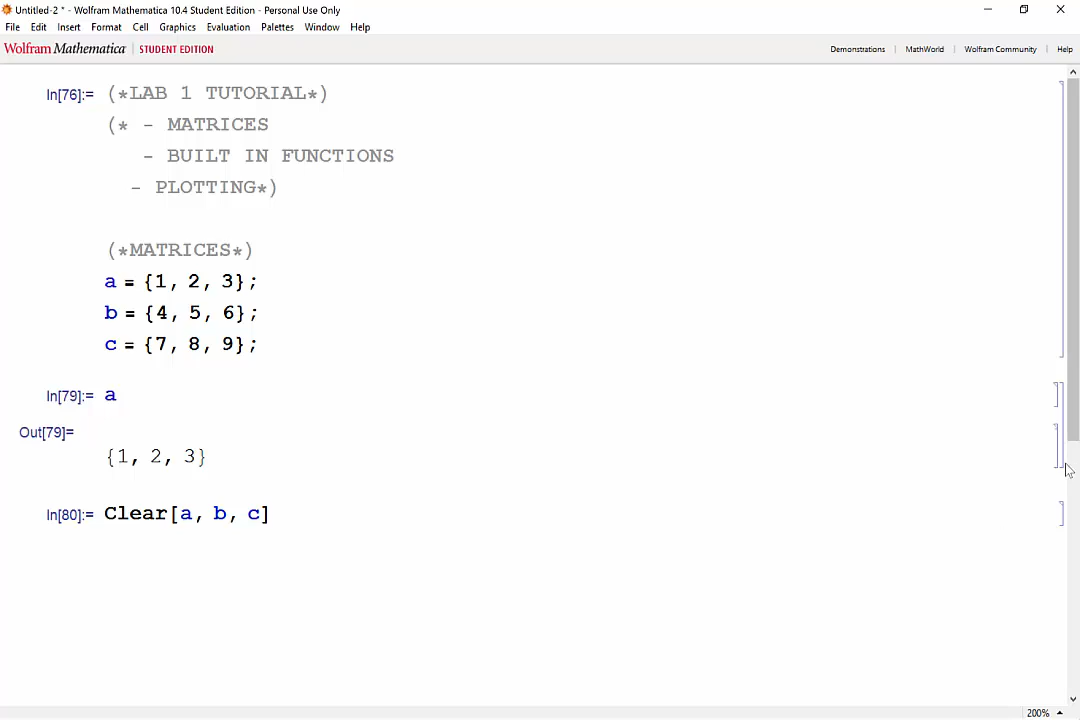 Untitled-2 * - Wolfram Mathematica 10.4 Student Edition - Personal Use Only
File Edit Insert Format Cell Graphics Evaluation Palettes Window Help
Wolfram Mathematica | STUDENT EDITION Demonstrations | MathWorld | Wolfram Community | Help
In[76]:= (*LAB 1 TUTORIAL*)
(* - MATRICES
- BUILT IN FUNCTIONS
- PLOTTING*)
(*MATRICES*)
a = {1, 2, 3};
b = {4, 5, 6};
c = {7, 8, 9};
In[79]:= a
Out[79]=
{1, 2, 3}
In[80]:= Clear[a, b, c]
200%